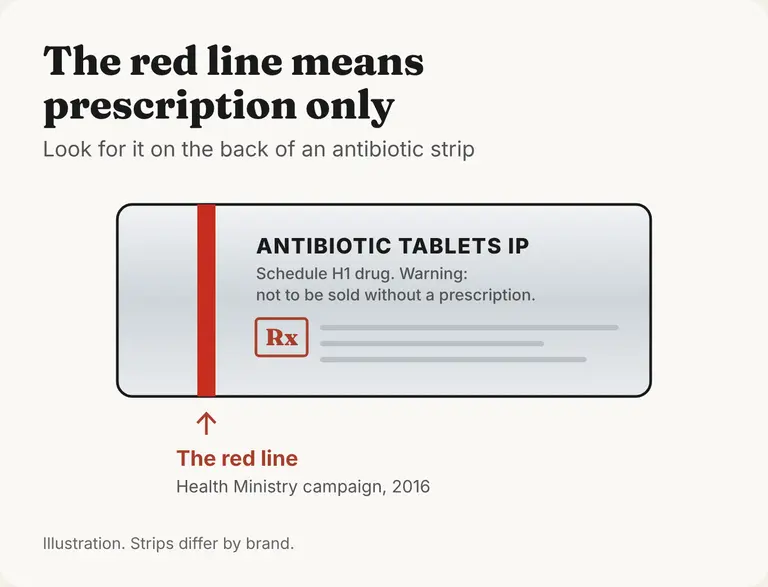 The red line means
prescription only
Look for it on the back of an antibiotic strip
ANTIBIOTIC TABLETS IP
Schedule H1 drug. Warning:
not to be sold without a prescription.
Rx
The red line
Health Ministry campaign, 2016
Illustration. Strips differ by brand.